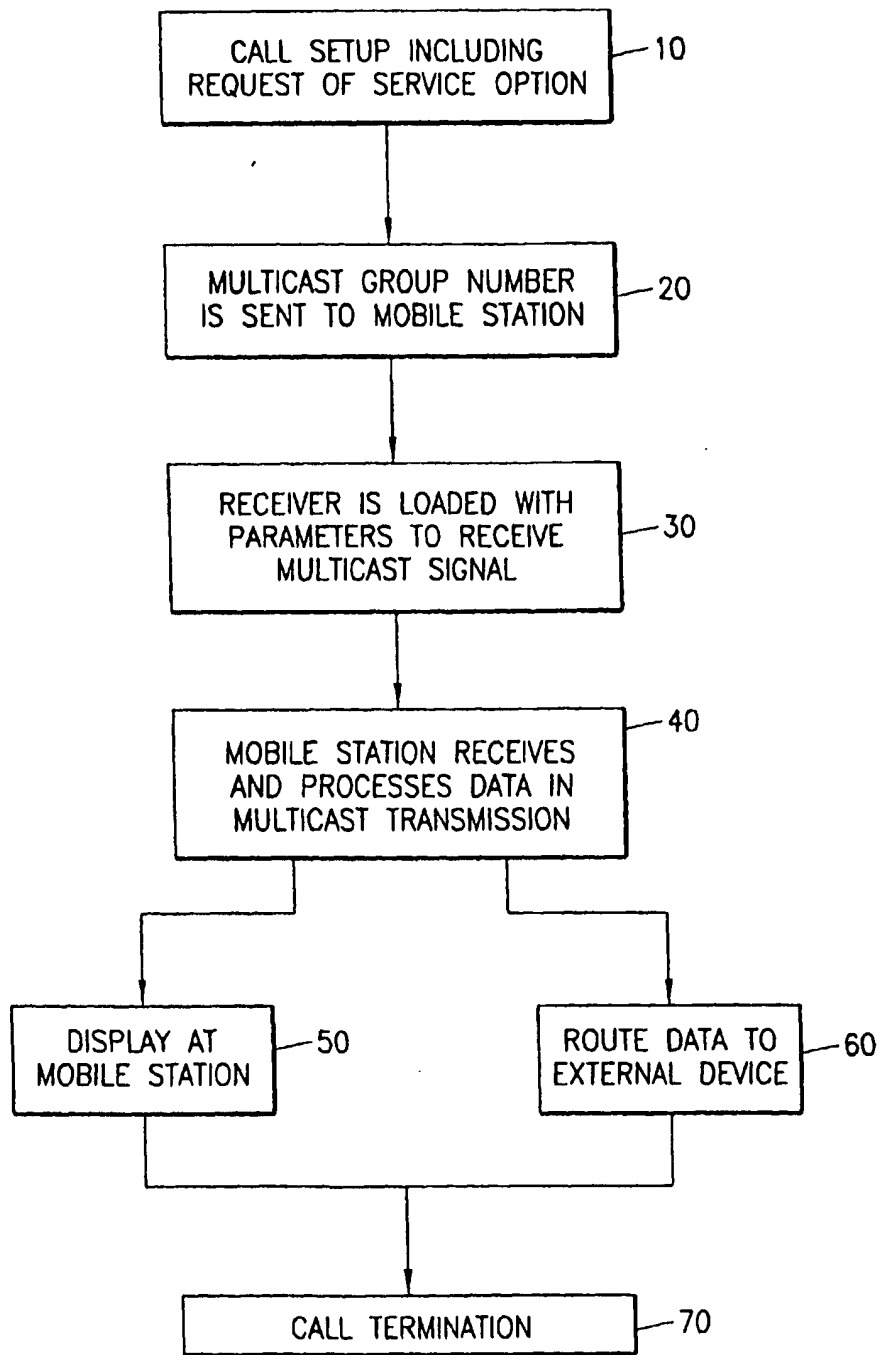 CALL SETUP INCLUDING
REQUEST OF SERVICE OPTION
10
MULTICAST GROUP NUMBER
IS SENT TO MOBILE STATION
20
RECEIVER IS LOADED WITH
PARAMETERS TO RECEIVE
MULTICAST SIGNAL
30
MOBILE STATION RECEIVES
AND PROCESSES DATA IN
MULTICAST TRANSMISSION
40
DISPLAY AT
MOBILE STATION
50
ROUTE DATA TO
EXTERNAL DEVICE
60
CALL TERMINATION
70